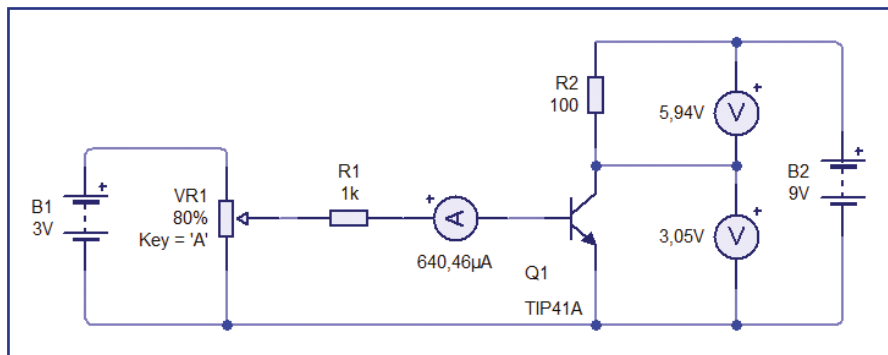 R2
100
5,94V
V
B2
9V
3,05V
V
B1
3V
VR1
80%
Key = 'A'
R1
1k
A
640,46µA
Q1
TIP41A